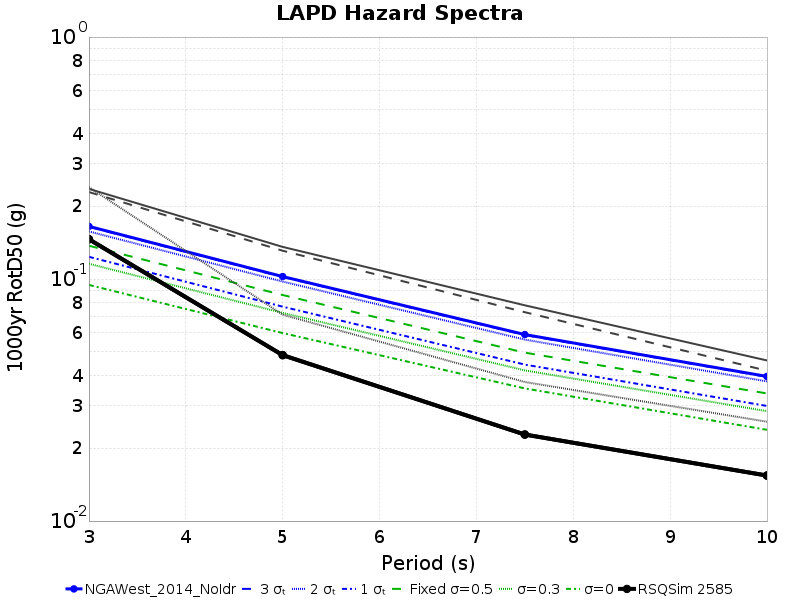 LAPD Hazard Spectra
10⁰
8
6
4
3
2
10⁻¹
8
6
4
3
2
10⁻²
1000yr RotD50 (g)
3 4 5 6 7 8 9 10
Period (s)
NGAWest_2014_NoIdr 3 σₜ 2 σₜ 1 σₜ Fixed σ=0.5 σ=0.3 σ=0 RSQSim 2585